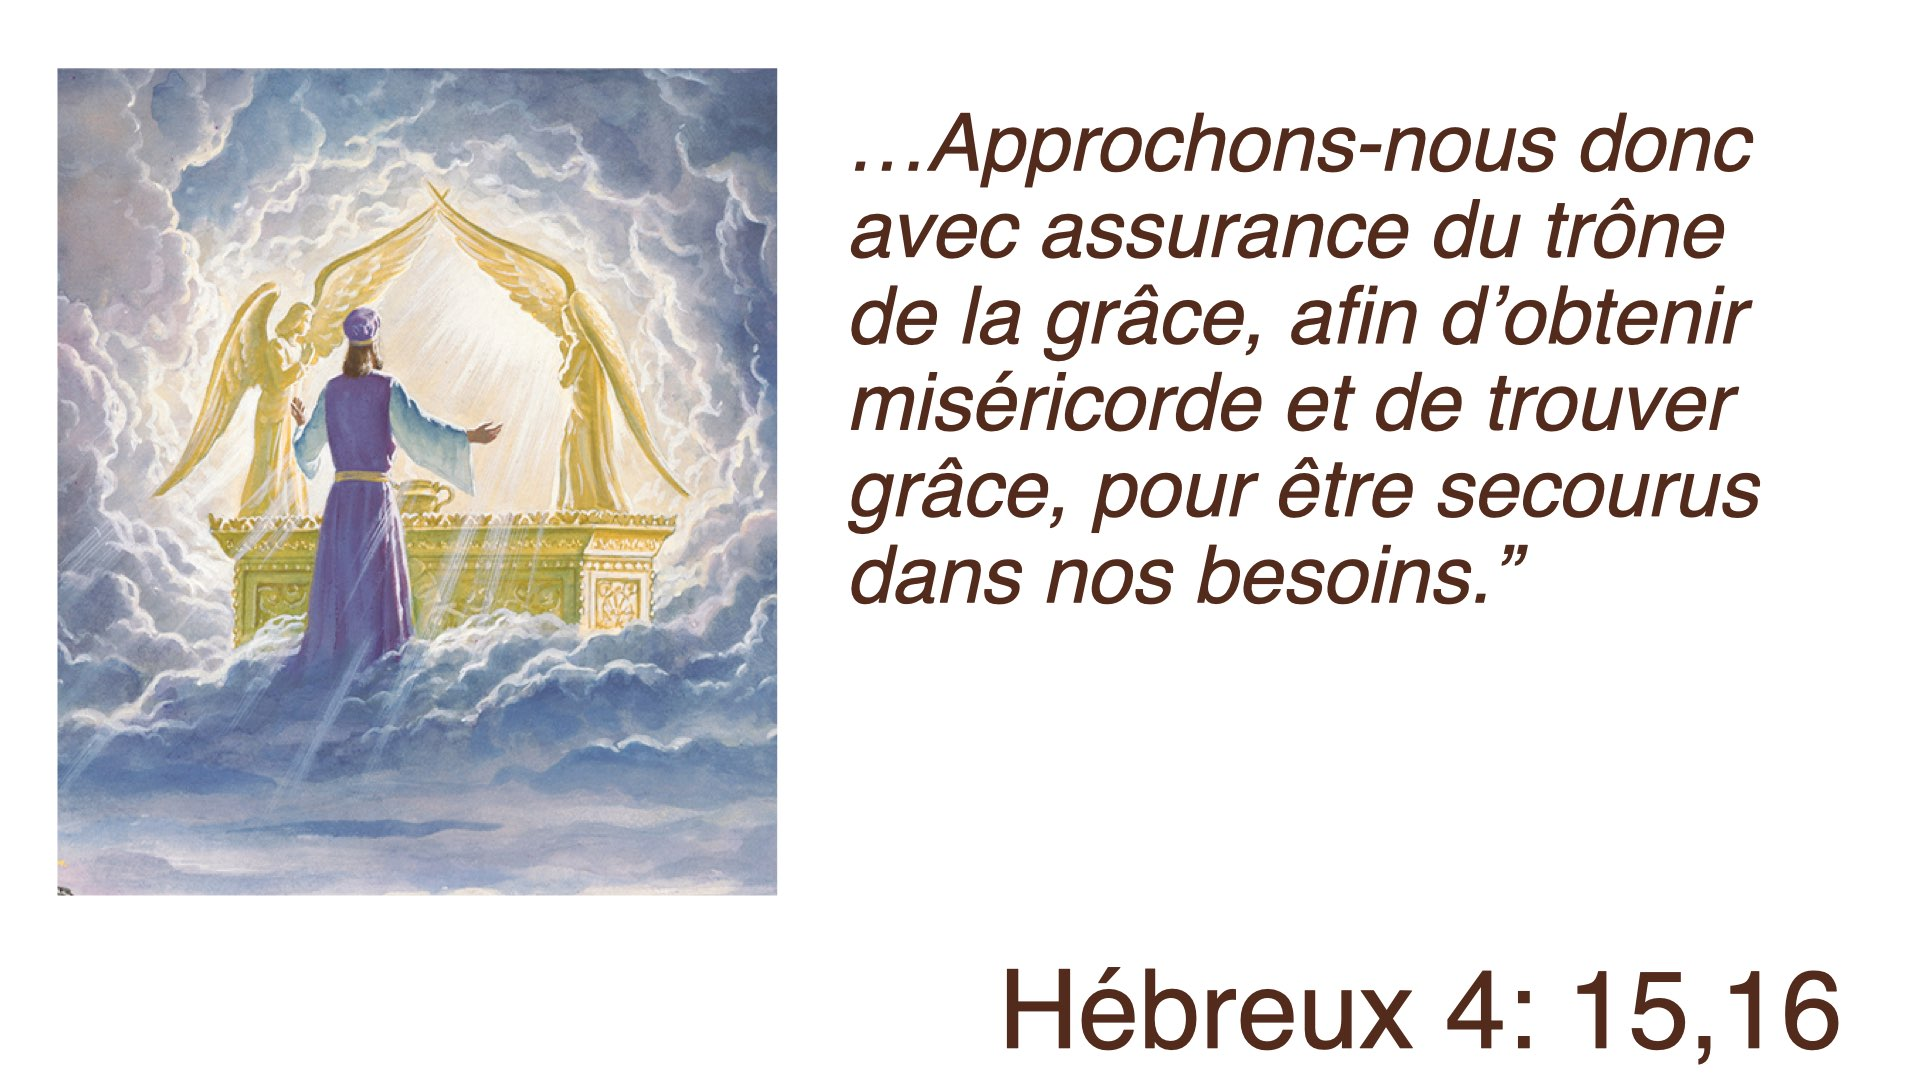 …Approchons-nous donc
avec assurance du trône
de la grâce, afin d’obtenir
miséricorde et de trouver
grâce, pour être secourus
dans nos besoins.”
Hébreux 4: 15,16